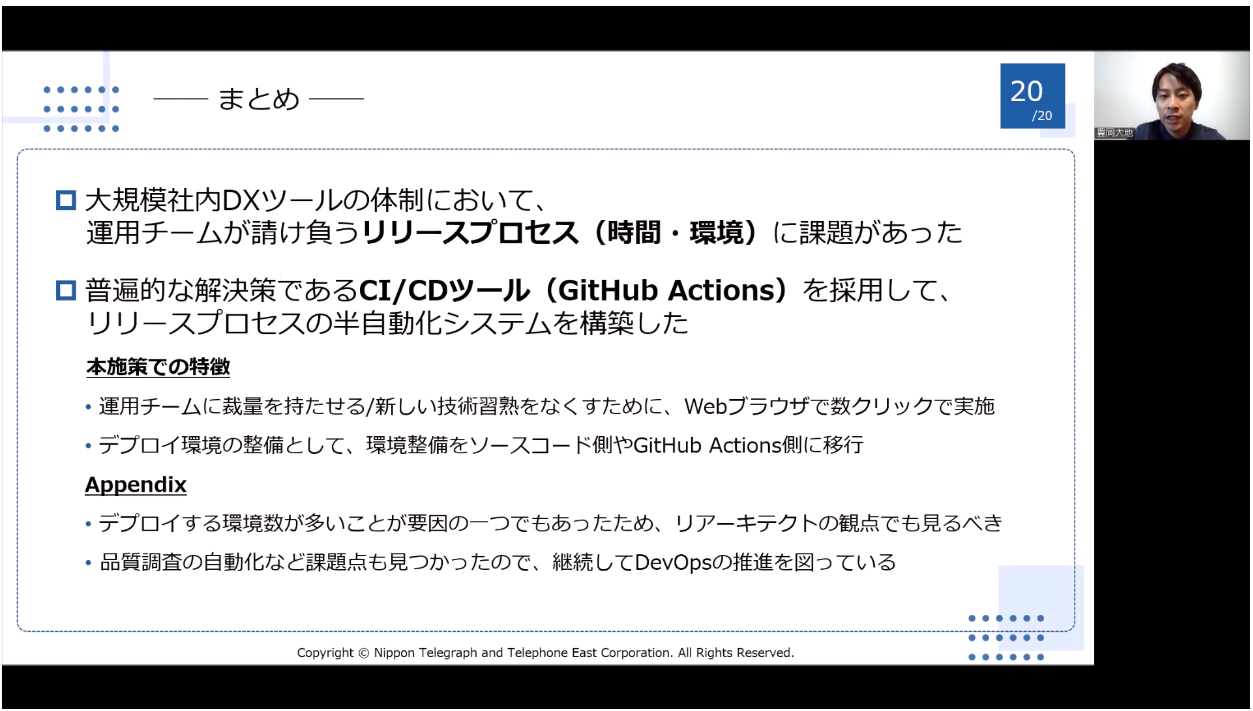 まとめ
20
/20
豊岡大地
大規模社内DXツールの体制において、
運用チームが請け負うリリースプロセス（時間・環境）に課題があった
普遍的な解決策であるCI/CDツール（GitHub Actions）を採用して、
リリースプロセスの半自動化システムを構築した
本施策での特徴
・運用チームに裁量を持たせる/新しい技術習熟をなくすために、Webブラウザで数クリックで実施
・デプロイ環境の整備として、環境整備をソースコード側やGitHub Actions側に移行
Appendix
・デプロイする環境数が多いことが要因の一つでもあったため、リアーキテクトの観点でも見るべき
・品質調査の自動化など課題点も見つかったので、継続してDevOpsの推進を図っている
Copyright © Nippon Telegraph and Telephone East Corporation. All Rights Reserved.